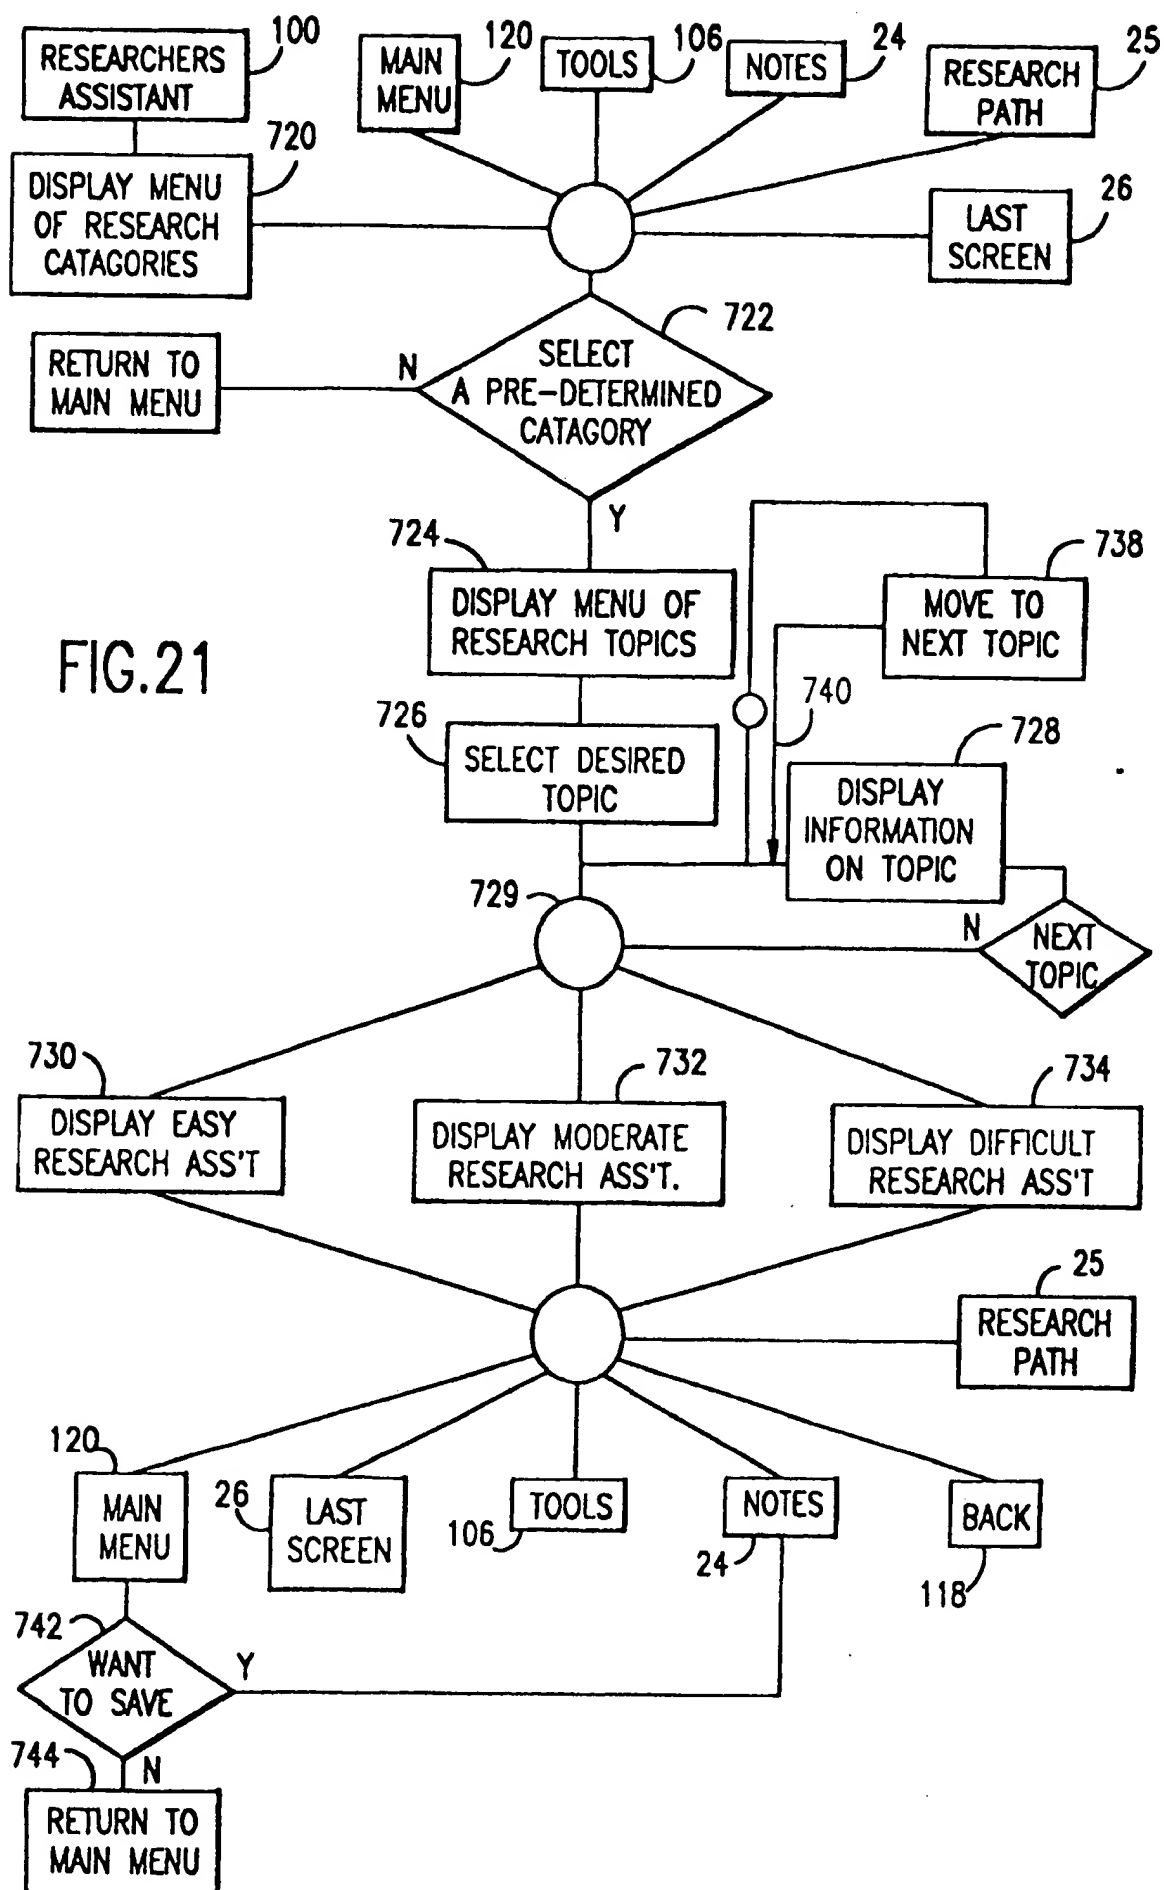 RESEARCHERS
ASSISTANT
100
MAIN
MENU
120
TOOLS
106
NOTES
24
RESEARCH
PATH
25
720
DISPLAY MENU
OF RESEARCH
CATAGORIES
LAST
SCREEN
26
722
SELECT
A PRE-DETERMINED
CATAGORY
N
RETURN TO
MAIN MENU
Y
724
DISPLAY MENU OF
RESEARCH TOPICS
738
MOVE TO
NEXT TOPIC
FIG.21
726
SELECT DESIRED
TOPIC
740
728
DISPLAY
INFORMATION
ON TOPIC
729
N
NEXT
TOPIC
730
DISPLAY EASY
RESEARCH ASS'T
732
DISPLAY MODERATE
RESEARCH ASS'T.
734
DISPLAY DIFFICULT
RESEARCH ASS'T
25
RESEARCH
PATH
120
MAIN
MENU
26
LAST
SCREEN
TOOLS
106
NOTES
24
BACK
118
742
WANT
TO SAVE
Y
744
N
RETURN TO
MAIN MENU